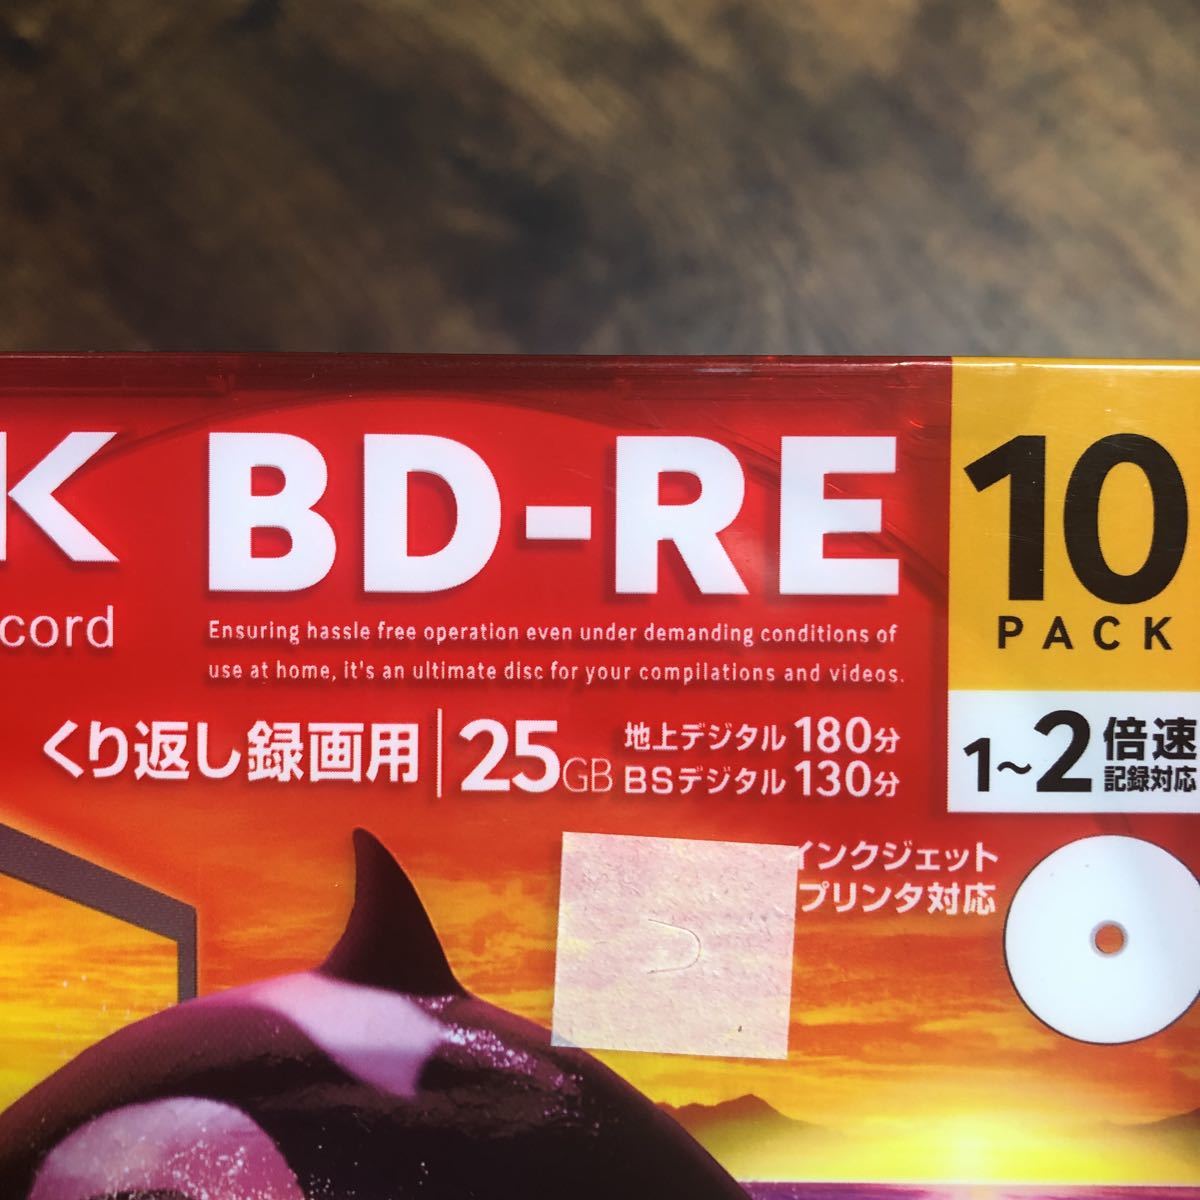 K BD-RE
cord
Ensuring hassle free operation even under demanding conditions of
use at home, it's an ultimate disc for your compilations and videos.
10
PACK
くり返し録画用
25GB
地上デジタル 180分
BSデジタル 130分
1～2倍速
記録対応
インクジェット
プリンタ対応